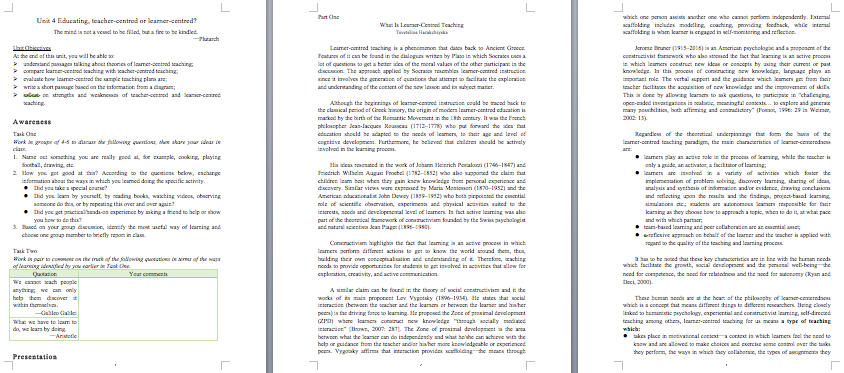 Unit 4 Educating, teacher-centred or learner-centred?
The mind is not a vessel to be filled, but a fire to be kindled.
—Plutarch
Unit Objectives
At the end of this unit, you will be able to:
➢ understand passages talking about theories of learner-centred teaching;
➢ compare learner-centred teaching with teacher-centred teaching;
➢ evaluate how learner-centred the sample teaching plans are;
➢ write a short passage based on the information from a diagram;
➢ reflect on strengths and weaknesses of teacher-centred and learner-centred
teaching.
Awareness
Task One
Work in groups of 4-6 to discuss the following questions, then share your ideas in
class.
1. Name out something you are really good at, for example, cooking, playing
football, drawing, etc.
2. How you got good at this? According to the questions below, exchange
information about the ways in which you learned doing the specific activity.
● Did you take a special course?
● Did you learn by yourself, by reading books, watching videos, observing
someone do this, or by repeating this over and over again?
● Did you get practical/hands-on experience by asking a friend to help or show
you how to do this?
3. Based on your group discussion, identify the most useful way of learning and
choose one group member to briefly report in class.
Task Two
Work in pair to comment on the truth of the following quotations in terms of the ways
of learning identified by you earlier in Task One.
Quotation Your comments
We cannot teach people
anything; we can only
help them discover it
within themselves.
—Galileo Galilei
What we have to learn to
do, we learn by doing.
—Aristotle
Presentation
Part One
What Is Learner-Centred Teaching
Tsvetelina Harakchiyska
Learner-centred teaching is a phenomenon that dates back to Ancient Greece.
Features of it can be found in the dialogues written by Plato in which Socrates uses a
lot of questions to get a better idea of the moral values of the other participant in the
discussion. The approach applied by Socrates resembles learner-centred instruction
since it involves the generation of questions that attempt to facilitate the exploration
and understanding of the content of the new lesson and its subject matter.
Although the beginnings of learner-centred instruction could be traced back to
the classical period of Greek history, the origin of modern learner-centred education is
marked by the birth of the Romantic Movement in the 18th century. It was the French
philosopher Jean-Jacques Rousseau (1712–1778) who put forward the idea that
education should be adapted to the needs of learners, to their age and level of
cognitive development. Furthermore, he believed that children should be actively
involved in the learning process.
His ideas resonated in the work of Johann Heinrich Pestalozzi (1746–1847) and
Friedrich Wilhelm August Froebel (1782–1852) who also supported the claim that
children learn best when they gain knowledge from personal experience and
discovery. Similar views were expressed by Maria Montessori (1870–1952) and the
American educationalist John Dewey (1859–1952) who both expounded the essential
role of scientific observation, experiments and physical activities suited to the
interests, needs and developmental level of learners. In fact active learning was also
part of the theoretical framework of constructivism founded by the Swiss psychologist
and natural scientists Jean Piaget (1896–1980).
Constructivism highlights the fact that learning is an active process in which
learners perform different actions to get to know the world around them, thus,
building their own conceptualisation and understanding of it. Therefore, teaching
needs to provide opportunities for students to get involved in activities that allow for
exploration, creativity, and active communication.
A similar claim can be found in the theory of social constructivism and it the
works of its main proponent Lev Vygotsky (1896–1934). He states that social
interaction (between the teacher and the learners or between the learner and his/her
peers) is the driving force to learning. He proposed the Zone of proximal development
(ZPD) where learners construct new knowledge “through socially mediated
interaction” [Brown, 2007: 287]. The Zone of proximal development is the area
between what the learner can do independently and what he/she can achieve with the
help or guidance from the teacher and/or his/her more knowledgeable or experienced
peers. Vygotsky affirms that interaction provides scaffolding—the means through
which one person assists another one who cannot perform independently. External
scaffolding includes modelling, coaching, providing feedback, while internal
scaffolding is when learner is engaged in self-monitoring and reflection.
Jerome Bruner (1915–2016) is an American psychologist and a proponent of the
constructivist framework who also stressed the fact that learning is an active process
in which learners construct new ideas or concepts by using their current or past
knowledge. In this process of constructing new knowledge, language plays an
important role. The verbal support and the guidance which learners get from their
teacher facilitates the acquisition of new knowledge and the improvement of skills.
This is done by allowing learners to ask questions, to participate in “challenging,
open-ended investigations in realistic, meaningful contexts… to explore and generate
many possibilities, both affirming and contradictory” (Fosnot, 1996: 29 in Weimer,
2002: 13).
Regardless of the theoretical underpinnings that form the basis of the
learner-centred teaching paradigm, the main characteristics of learner-centeredness
are:
● learners play an active role in the process of learning, while the teacher is
only a guide, an activator, a facilitator of learning;
● learners are involved in a variety of activities which foster the
implementation of problem solving, discovery learning, sharing of ideas,
analysis and synthesis of information and/or evidence, drawing conclusions
and reflecting upon the results and the findings, project-based learning,
simulations etc.; students are autonomous learners responsible for their
learning as they choose how to approach a topic, when to do it, at what pace
and with which partner;
● team-based learning and peer collaboration are an essential asset;
● a reflexive approach on behalf of the learner and the teacher is applied with
regard to the quality of the teaching and learning process.
It has to be noted that these key characteristics are in line with the human needs
which facilitate the growth, social development and the personal well-being—the
need for competence, the need for relatedness and the need for autonomy (Ryan and
Deci, 2000).
These human needs are at the heart of the philosophy of learner-centeredness
which is a concept that means different things to different researchers. Being closely
linked to humanistic psychology, experiential and constructivist learning, self-directed
teaching among others, learner-centred teaching for us means a type of teaching
which:
● takes place in motivational context—a context in which learners feel the need to
know and are allowed to make choices and exercise some control over the tasks
they perform, the ways in which they collaborate, the types of assignments they